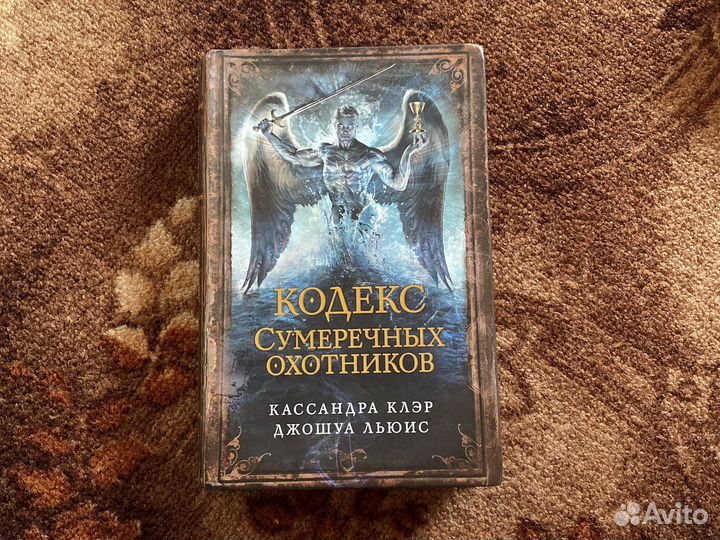 КОДЕКС
СУМЕРЕЧНЫХ
ОХОТНИКОВ
КАССАНДРА КЛЭР
ДЖОШУА ЛЬЮИС
Avito